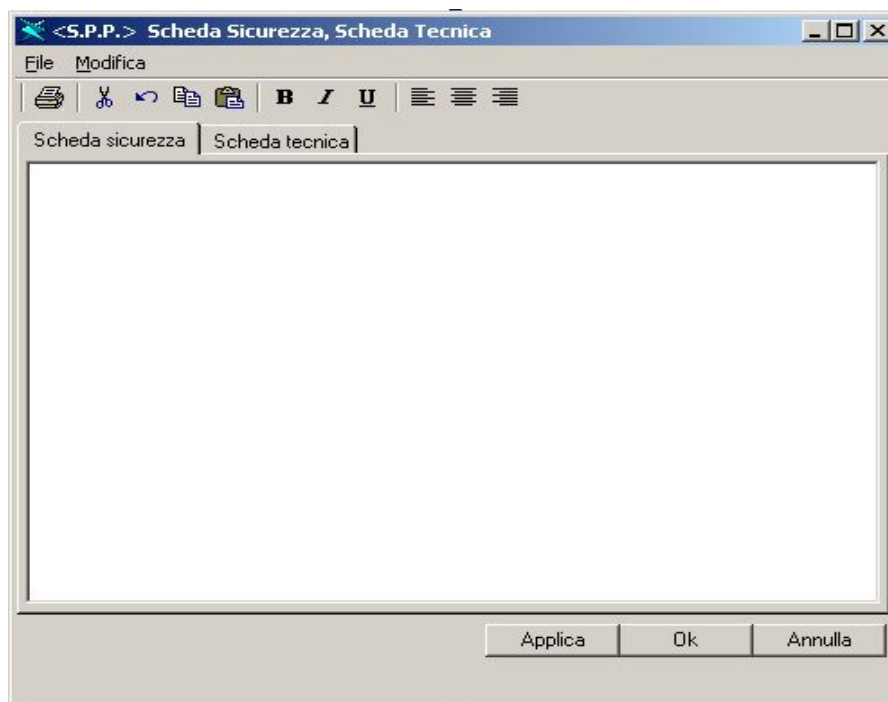 <S.P.P.> Scheda Sicurezza, Scheda Tecnica
File Modifica
B I U
Scheda sicurezza Scheda tecnica
Applica Ok Annulla